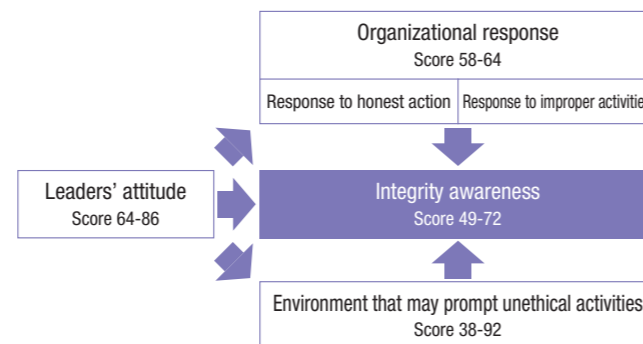 Organizational response
Score 58-64
Response to honest action
Response to improper activitie
Leaders’ attitude
Score 64-86
Integrity awareness
Score 49-72
Environment that may prompt unethical activities
Score 38-92